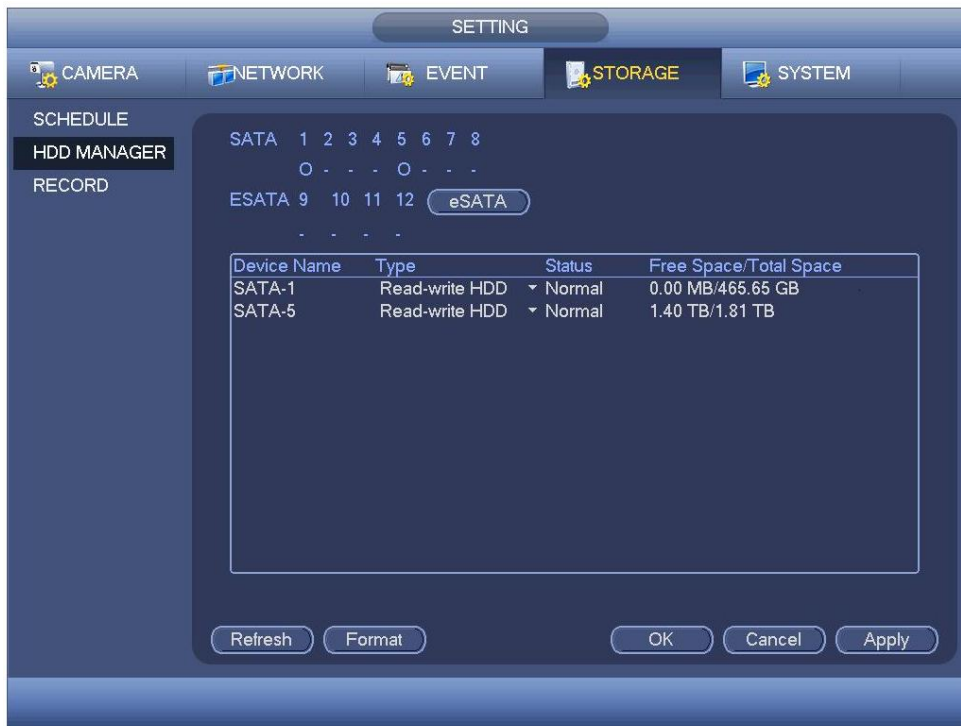 SETTING
CAMERA NETWORK EVENT STORAGE SYSTEM
SCHEDULE
HDD MANAGER
RECORD
SATA 1 2 3 4 5 6 7 8
O - - - O - - -
ESATA 9 10 11 12 eSATA
- - - -
Device Name Type Status Free Space/Total Space
SATA-1 Read-write HDD Normal 0.00 MB/465.65 GB
SATA-5 Read-write HDD Normal 1.40 TB/1.81 TB
Refresh Format OK Cancel Apply